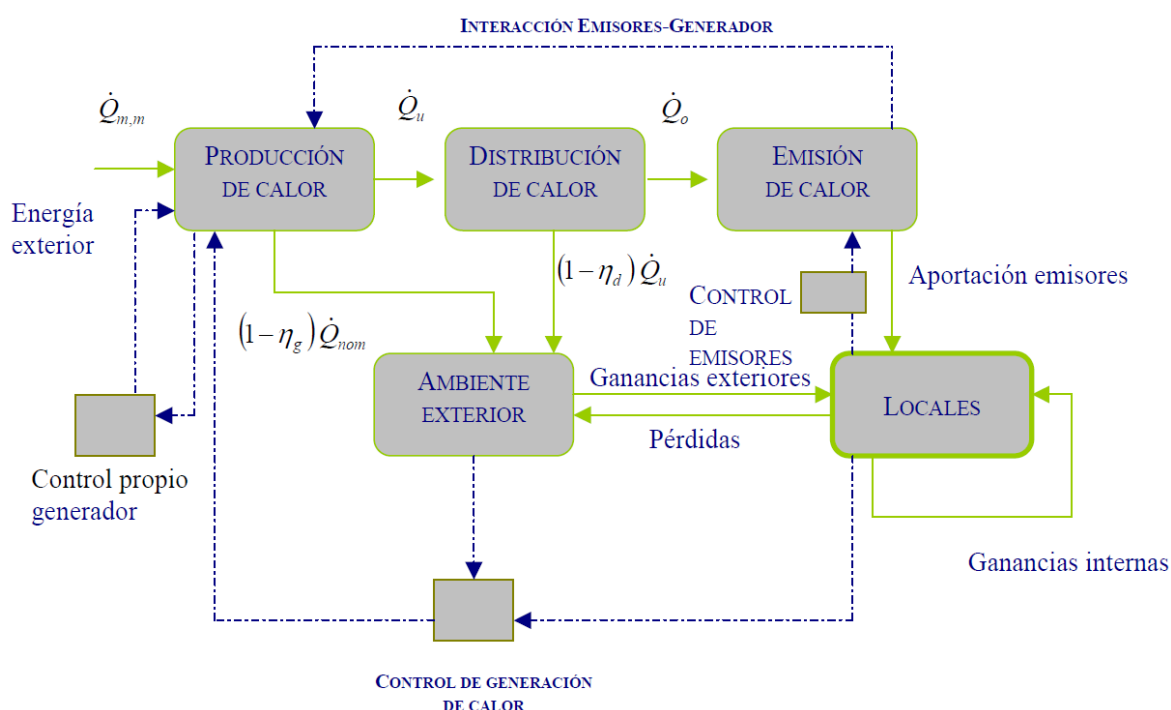 INTERACCIÓN EMISORES-GENERADOR
Q̇m,m
Q̇u
Q̇o
PRODUCCIÓN
DE CALOR
DISTRIBUCIÓN
DE CALOR
EMISIÓN
DE CALOR
Energía
exterior
(1−ηd)Q̇u
CONTROL
DE
EMISORES
Aportación emisores
(1−ηg)Q̇nom
AMBIENTE
EXTERIOR
Ganancias exteriores
Pérdidas
LOCALES
Control propio
generador
Ganancias internas
CONTROL DE GENERACIÓN
DE CALOR